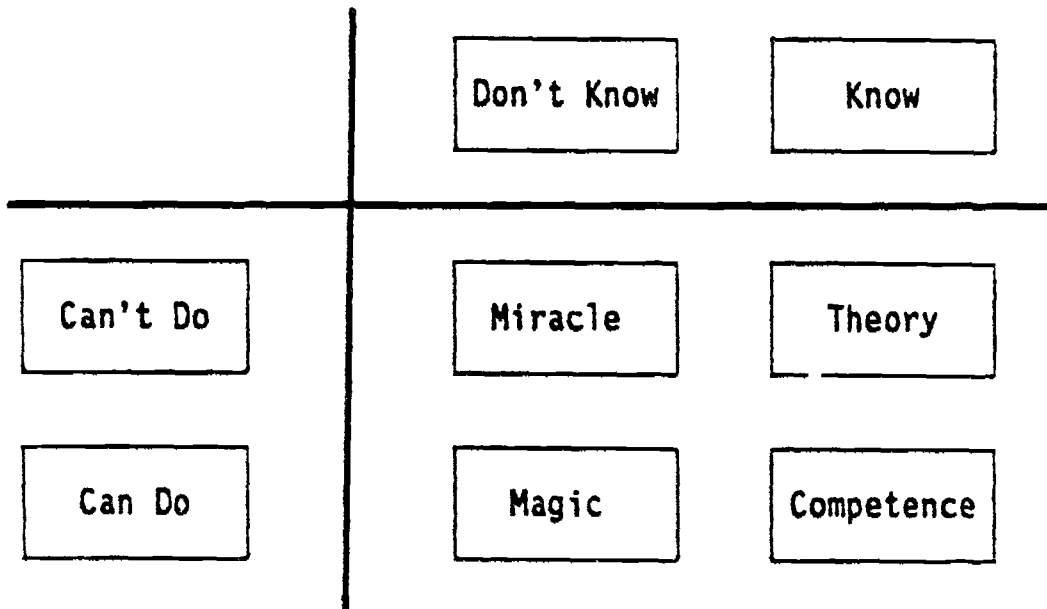 Don't Know
Know
Can't Do
Miracle
Theory
Can Do
Magic
Competence